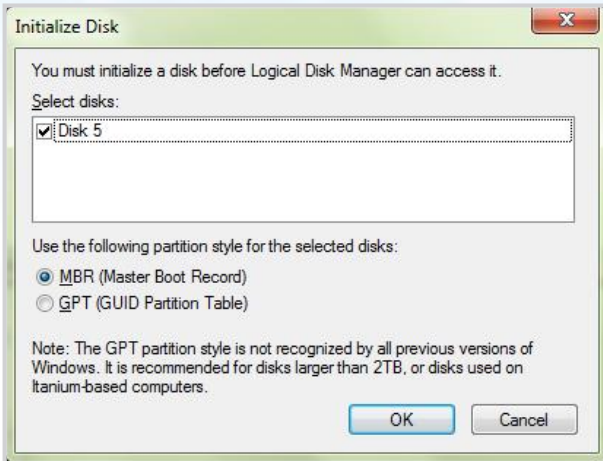 Initialize Disk
You must initialize a disk before Logical Disk Manager can access it.
Select disks:
Disk 5
Use the following partition style for the selected disks:
MBR (Master Boot Record)
GPT (GUID Partition Table)
Note: The GPT partition style is not recognized by all previous versions of
Windows. It is recommended for disks larger than 2TB, or disks used on
Itanium-based computers.
OK Cancel